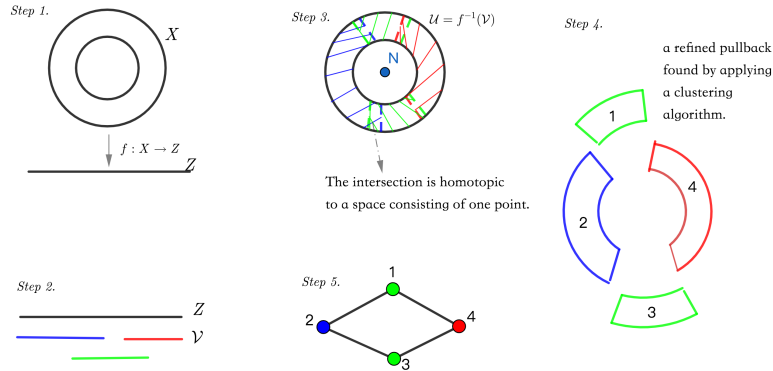 Step 1.
X
f : X → Z
Z
Step 2.
Z
𝒱
Step 3.
𝒰 = f⁻¹(𝒱)
N
The intersection is homotopic
to a space consisting of one point.
Step 4.
a refined pullback
found by applying
a clustering
algorithm.
1
2
4
3
Step 5.
1
2
4
3